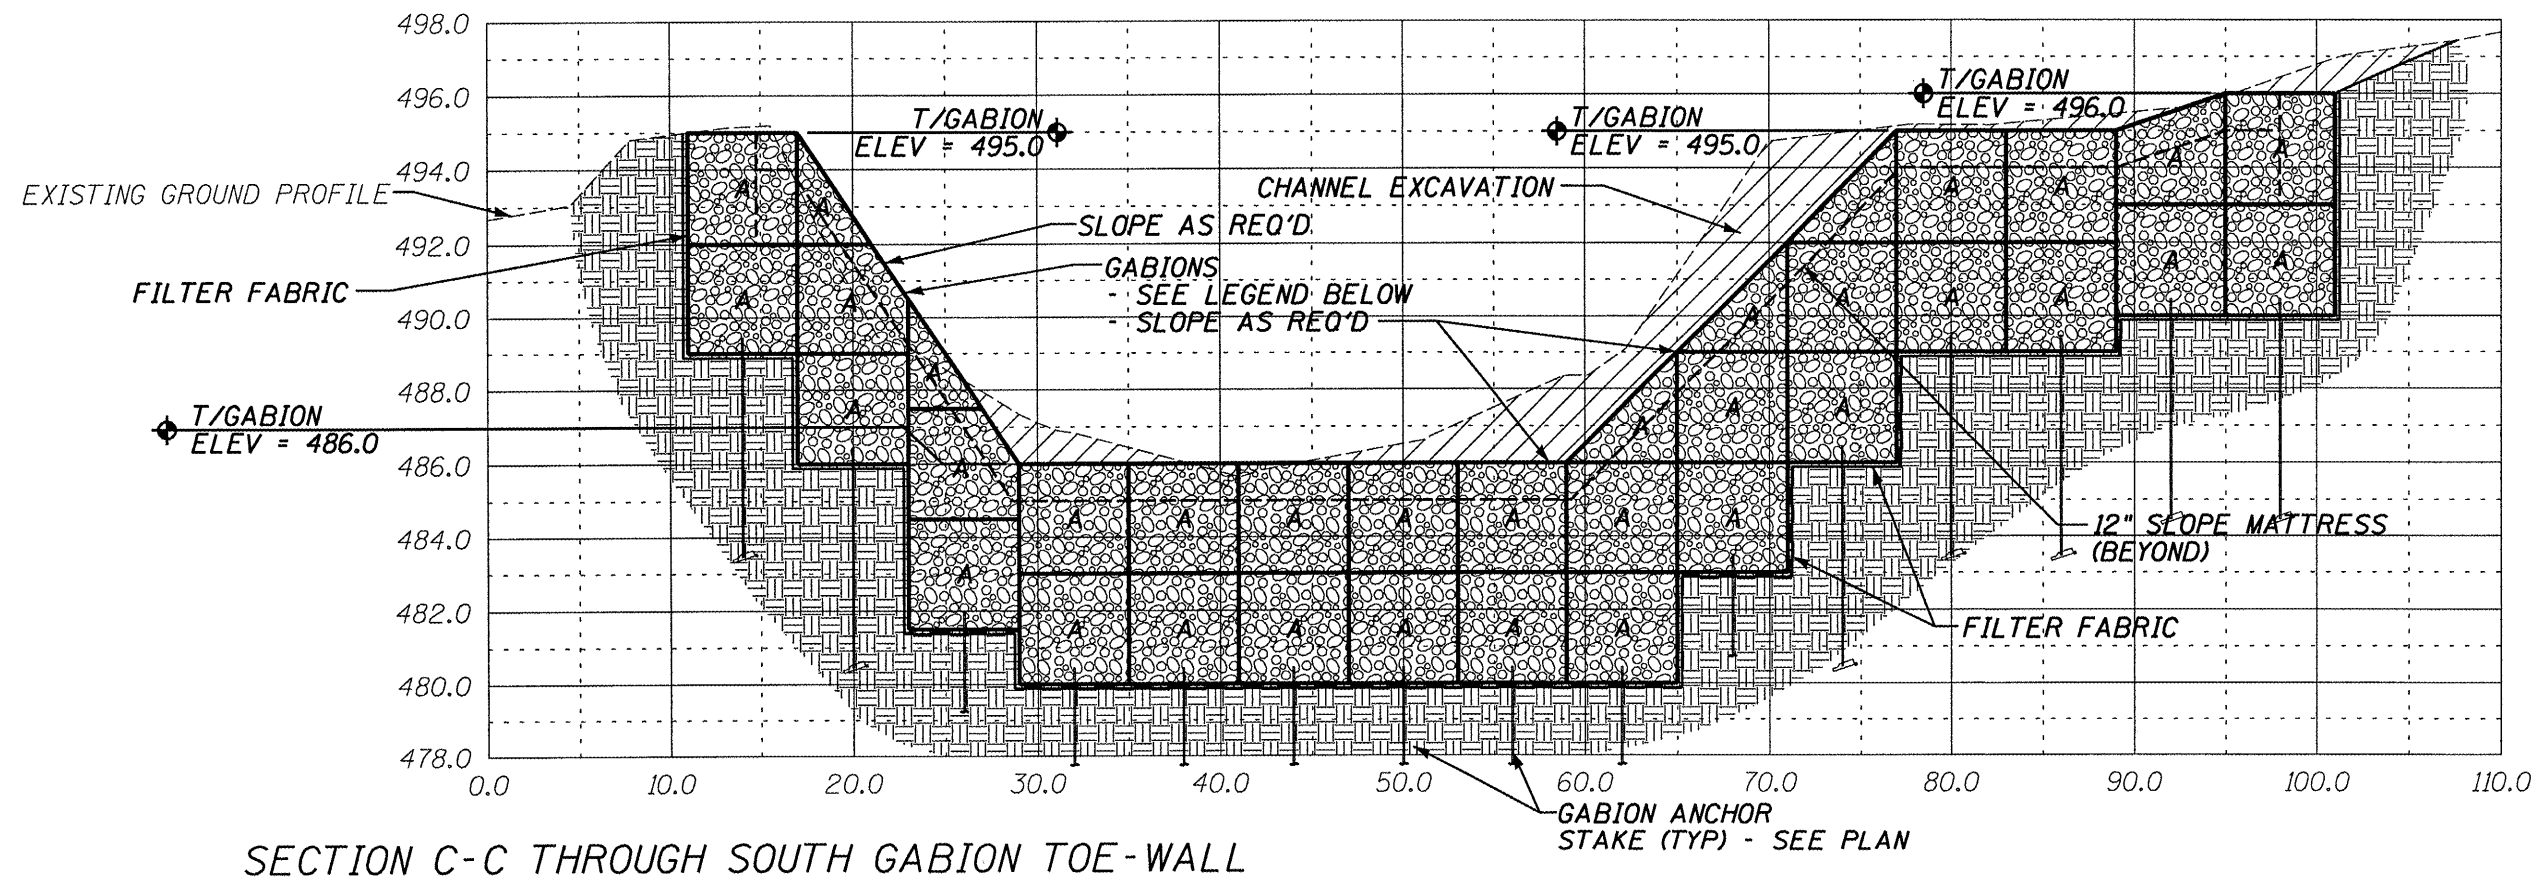 498.0
496.0
494.0
492.0
490.0
488.0
486.0
484.0
482.0
480.0
478.0
0.0 10.0 20.0 30.0 40.0 50.0 60.0 70.0 80.0 90.0 100.0 110.0
T/GABION
ELEV = 495.0
T/GABION
ELEV = 495.0
T/GABION
ELEV = 496.0
EXISTING GROUND PROFILE
FILTER FABRIC
T/GABION
ELEV = 486.0
SLOPE AS REQ'D
GABIONS
- SEE LEGEND BELOW
- SLOPE AS REQ'D
CHANNEL EXCAVATION
A A A A A A
A A A A A A A
A A A A A
A A A A A A A A
A A A A A A A
12" SLOPE MATTRESS
(BEYOND)
FILTER FABRIC
GABION ANCHOR
STAKE (TYP) - SEE PLAN
SECTION C-C THROUGH SOUTH GABION TOE-WALL